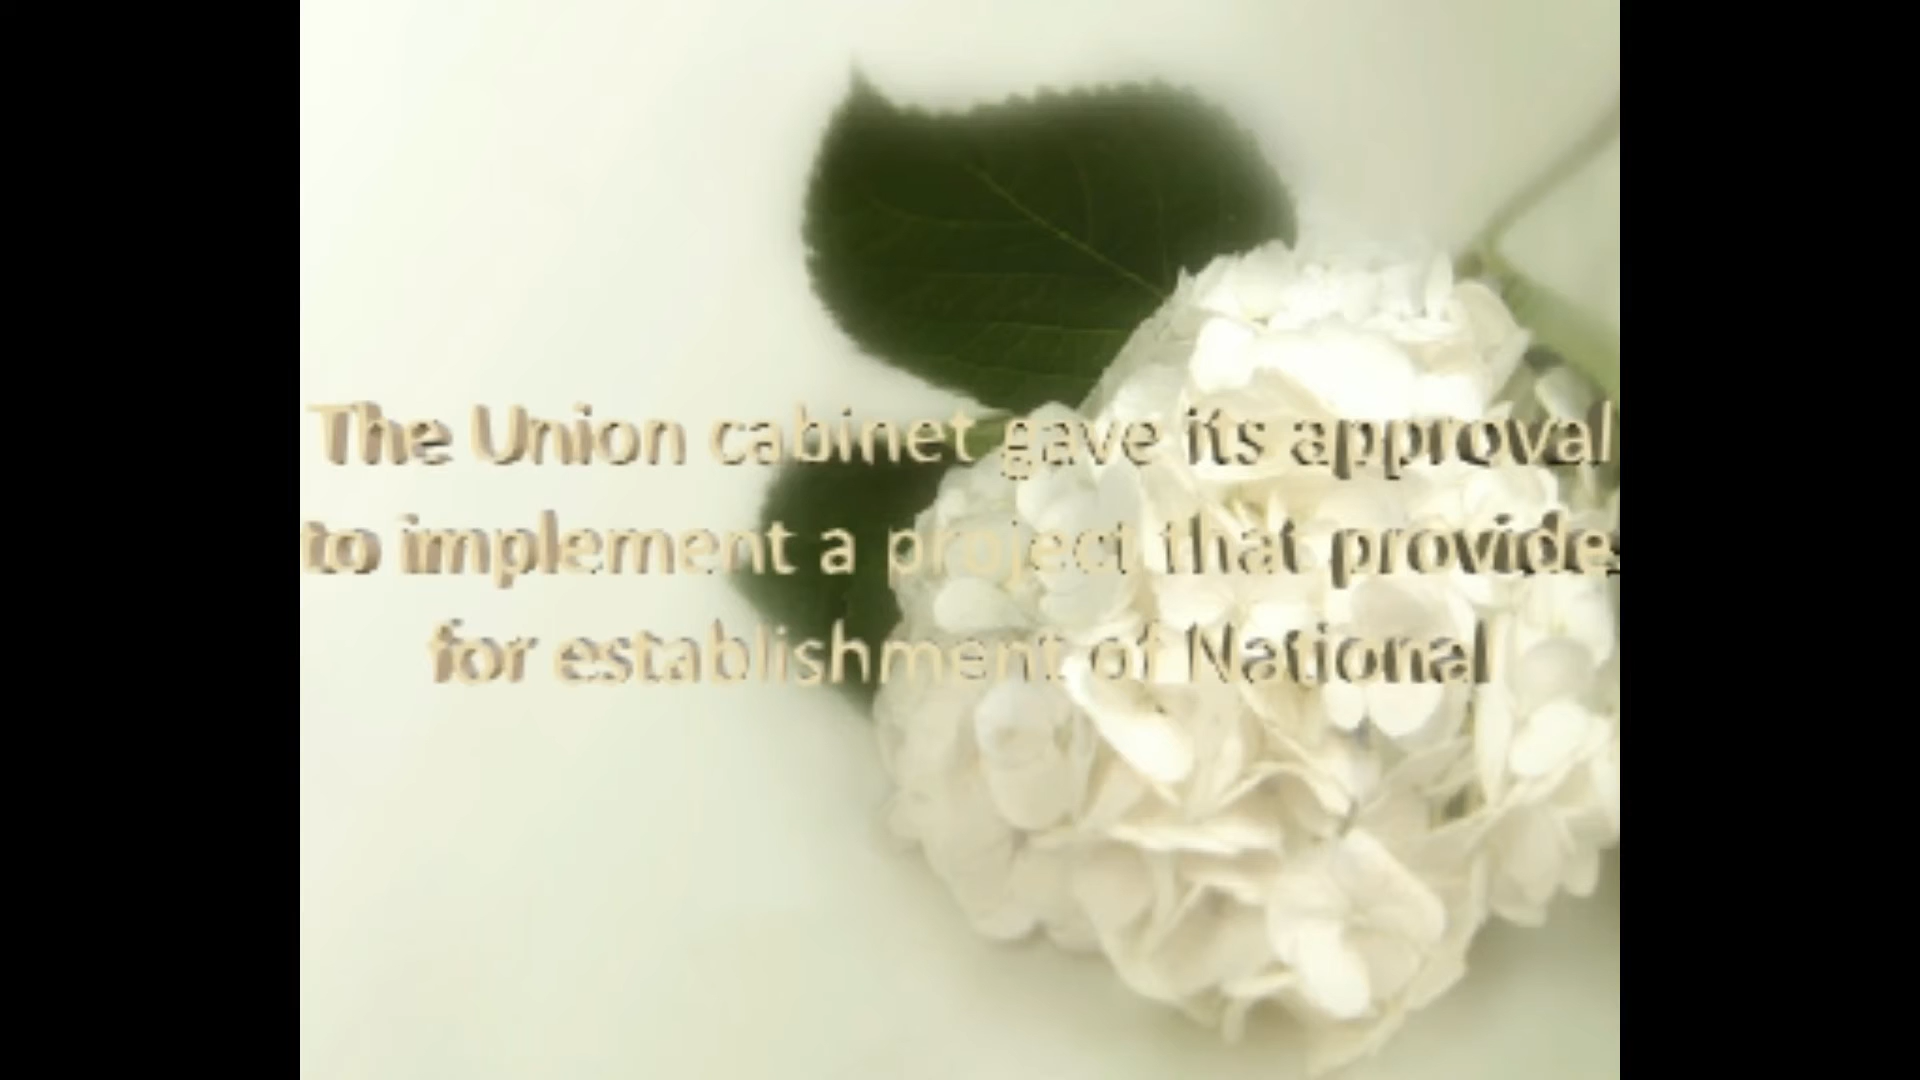 The Union cabinet gave its approval
to implement a project that provides
for establishment of National